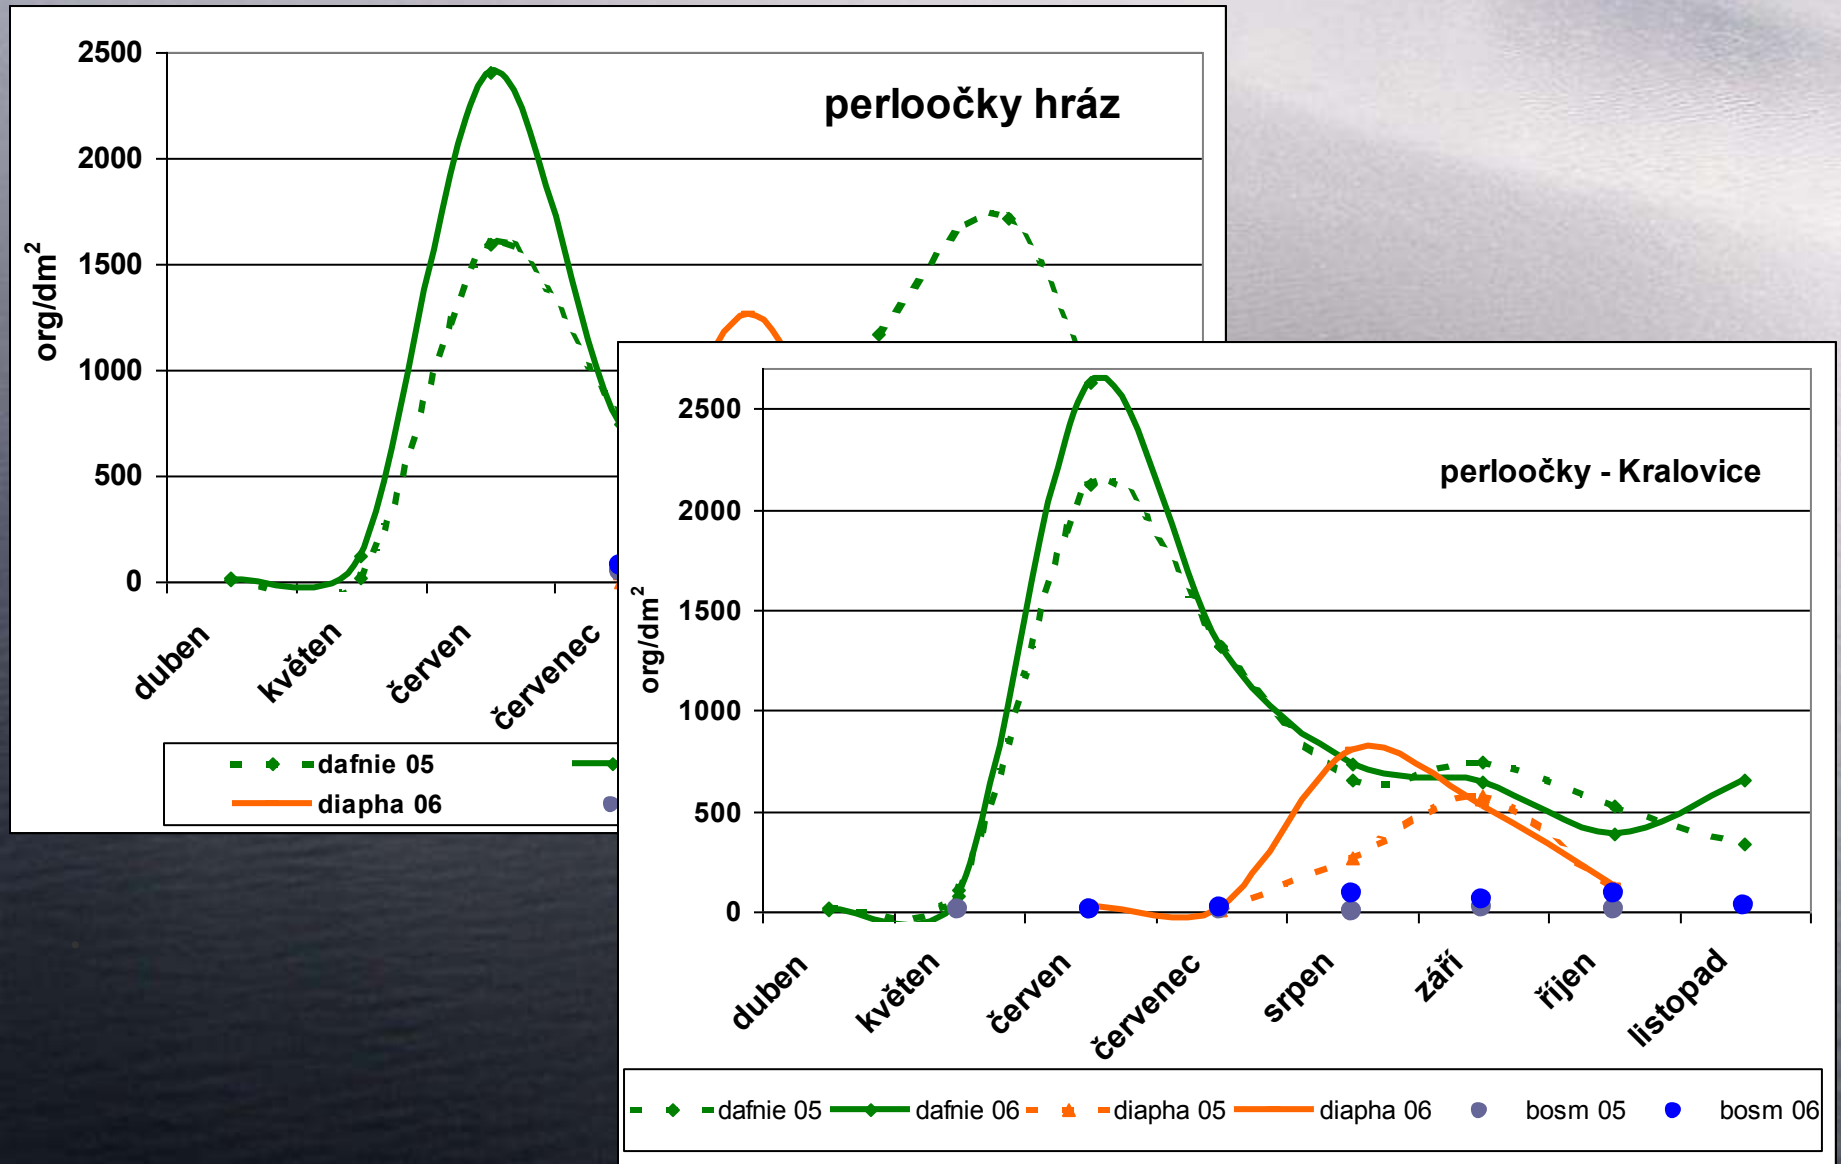 perloočky hráz
org/dm²
2500
2000
1500
1000
500
0
duben
květen
červen
červenec
dafnie 05
diapha 06
perloočky - Kralovice
org/dm²
2500
2000
1500
1000
500
0
duben
květen
červen
červenec
srpen
září
říjen
listopad
dafnie 05 dafnie 06 diapha 05 diapha 06 bosm 05 bosm 06